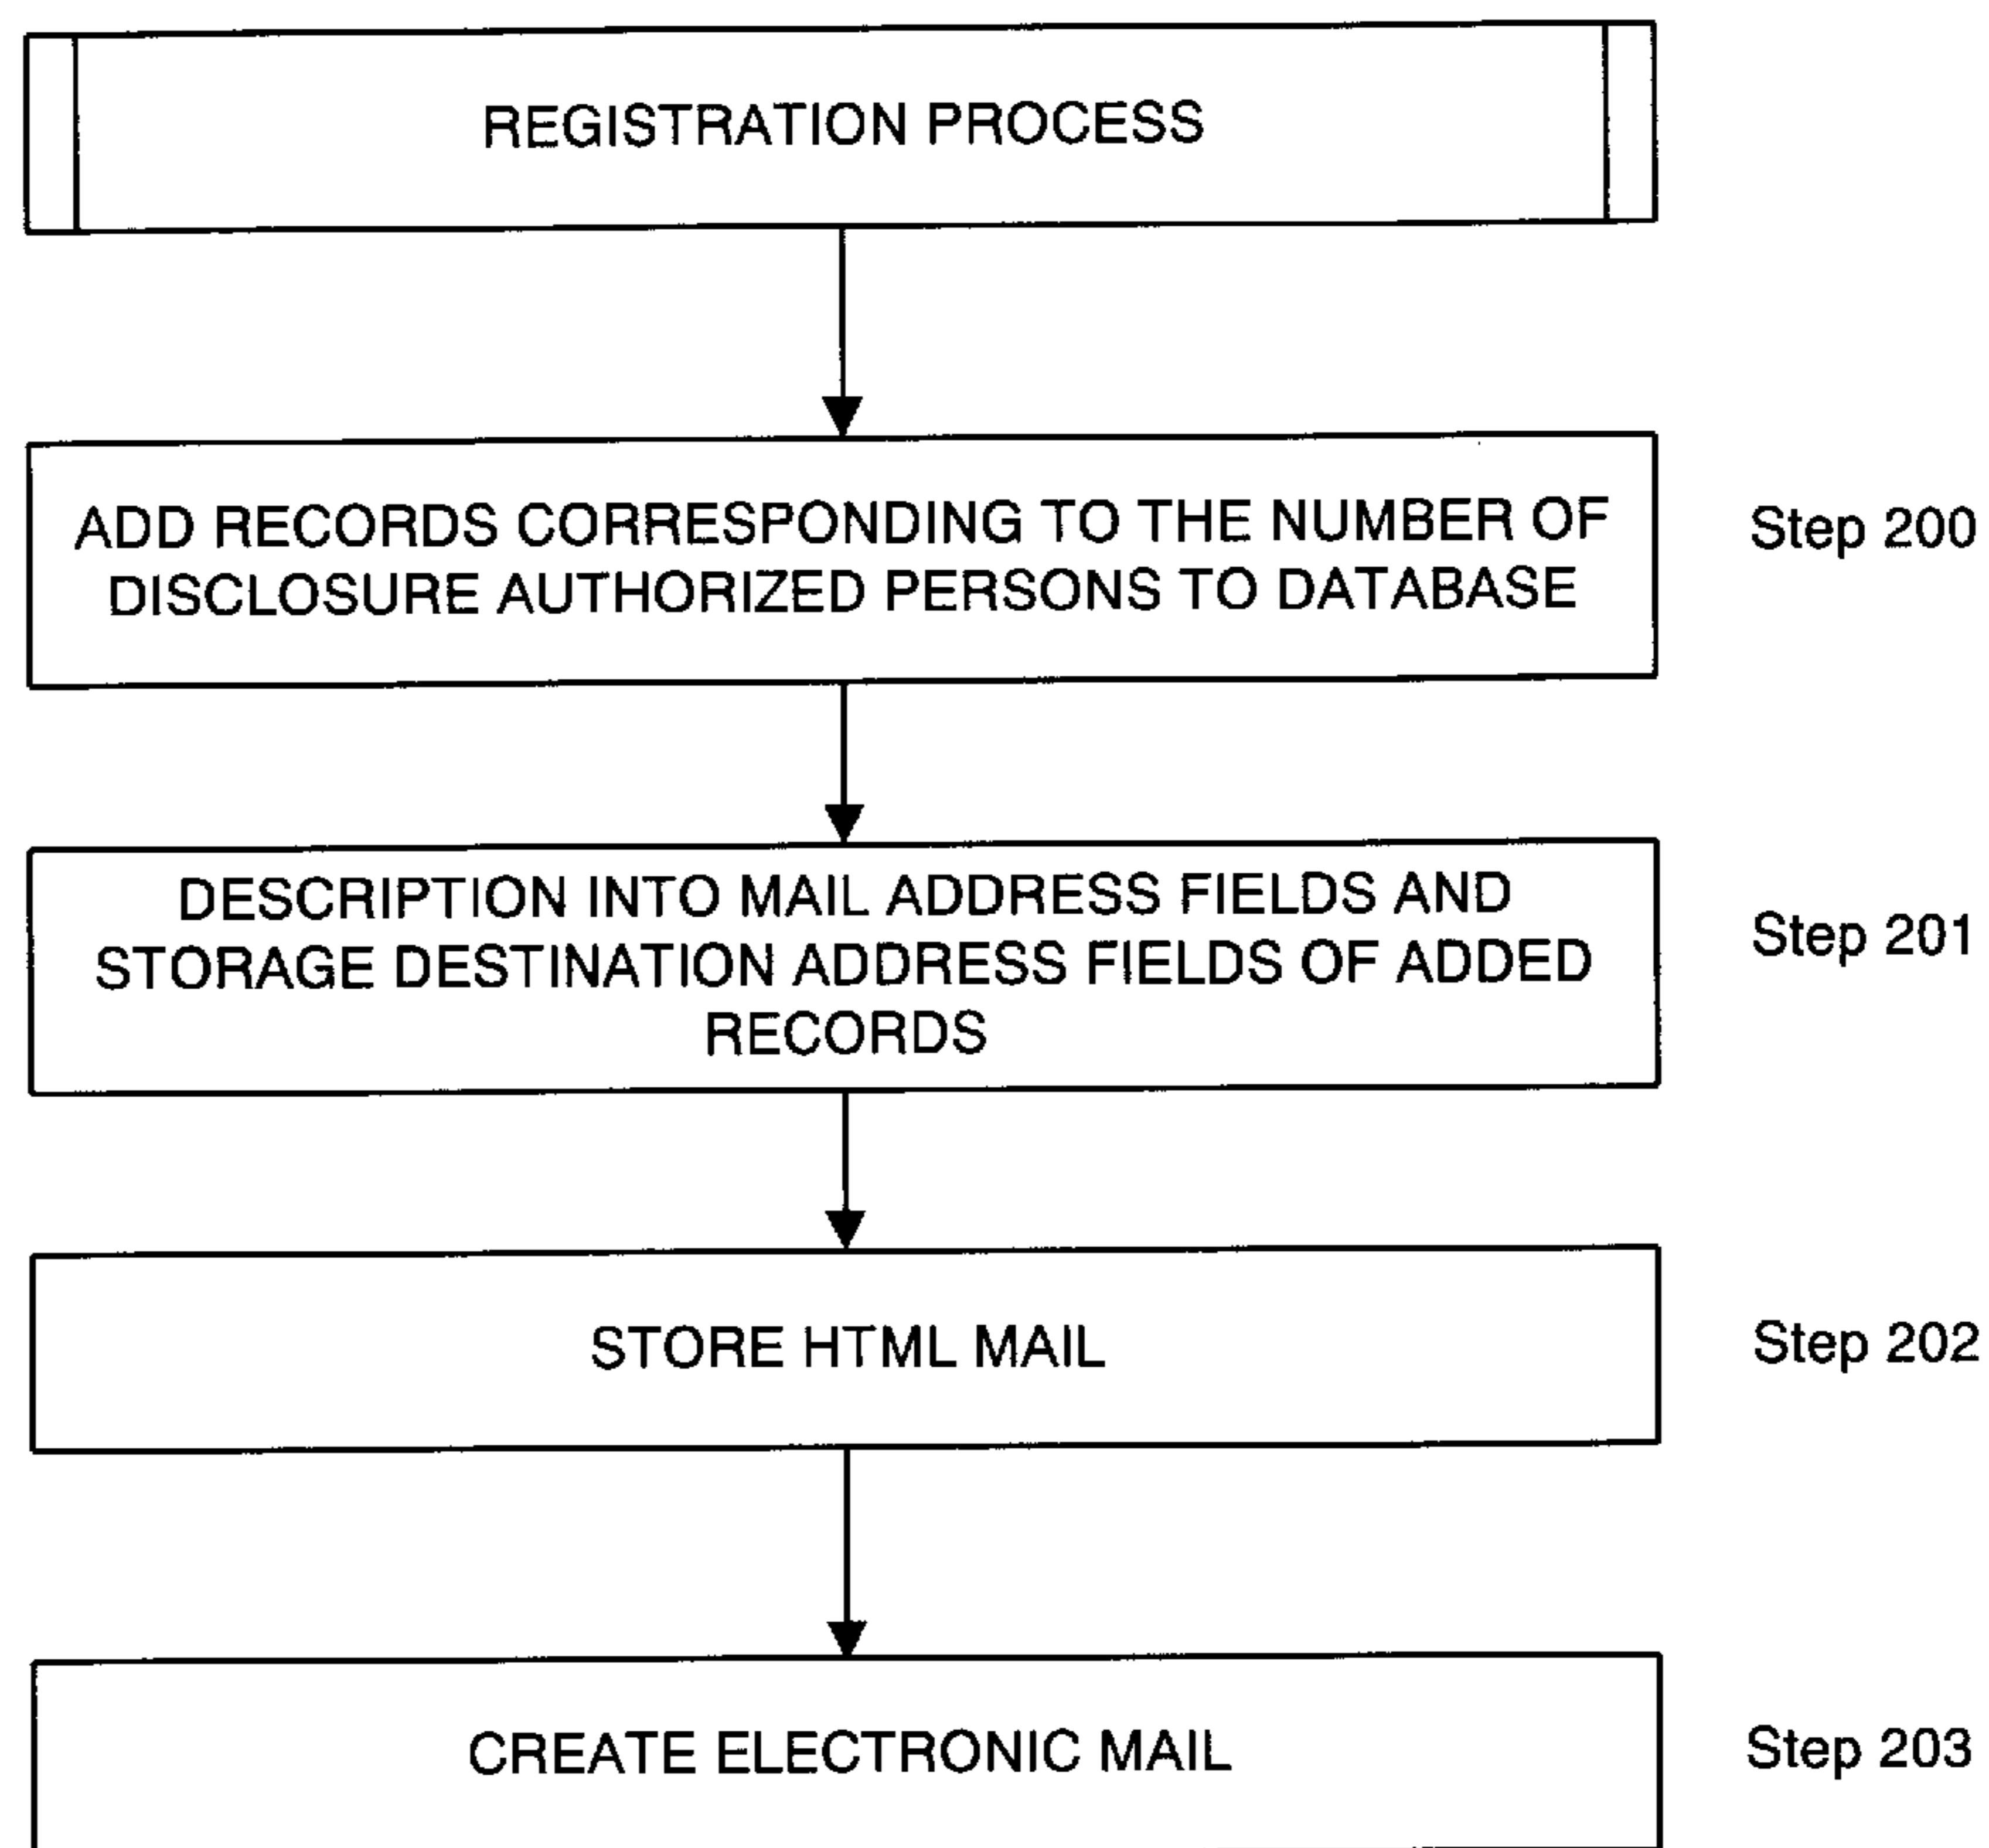 REGISTRATION PROCESS
ADD RECORDS CORRESPONDING TO THE NUMBER OF
DISCLOSURE AUTHORIZED PERSONS TO DATABASE
Step 200
DESCRIPTION INTO MAIL ADDRESS FIELDS AND
STORAGE DESTINATION ADDRESS FIELDS OF ADDED
RECORDS
Step 201
STORE HTML MAIL
Step 202
CREATE ELECTRONIC MAIL
Step 203